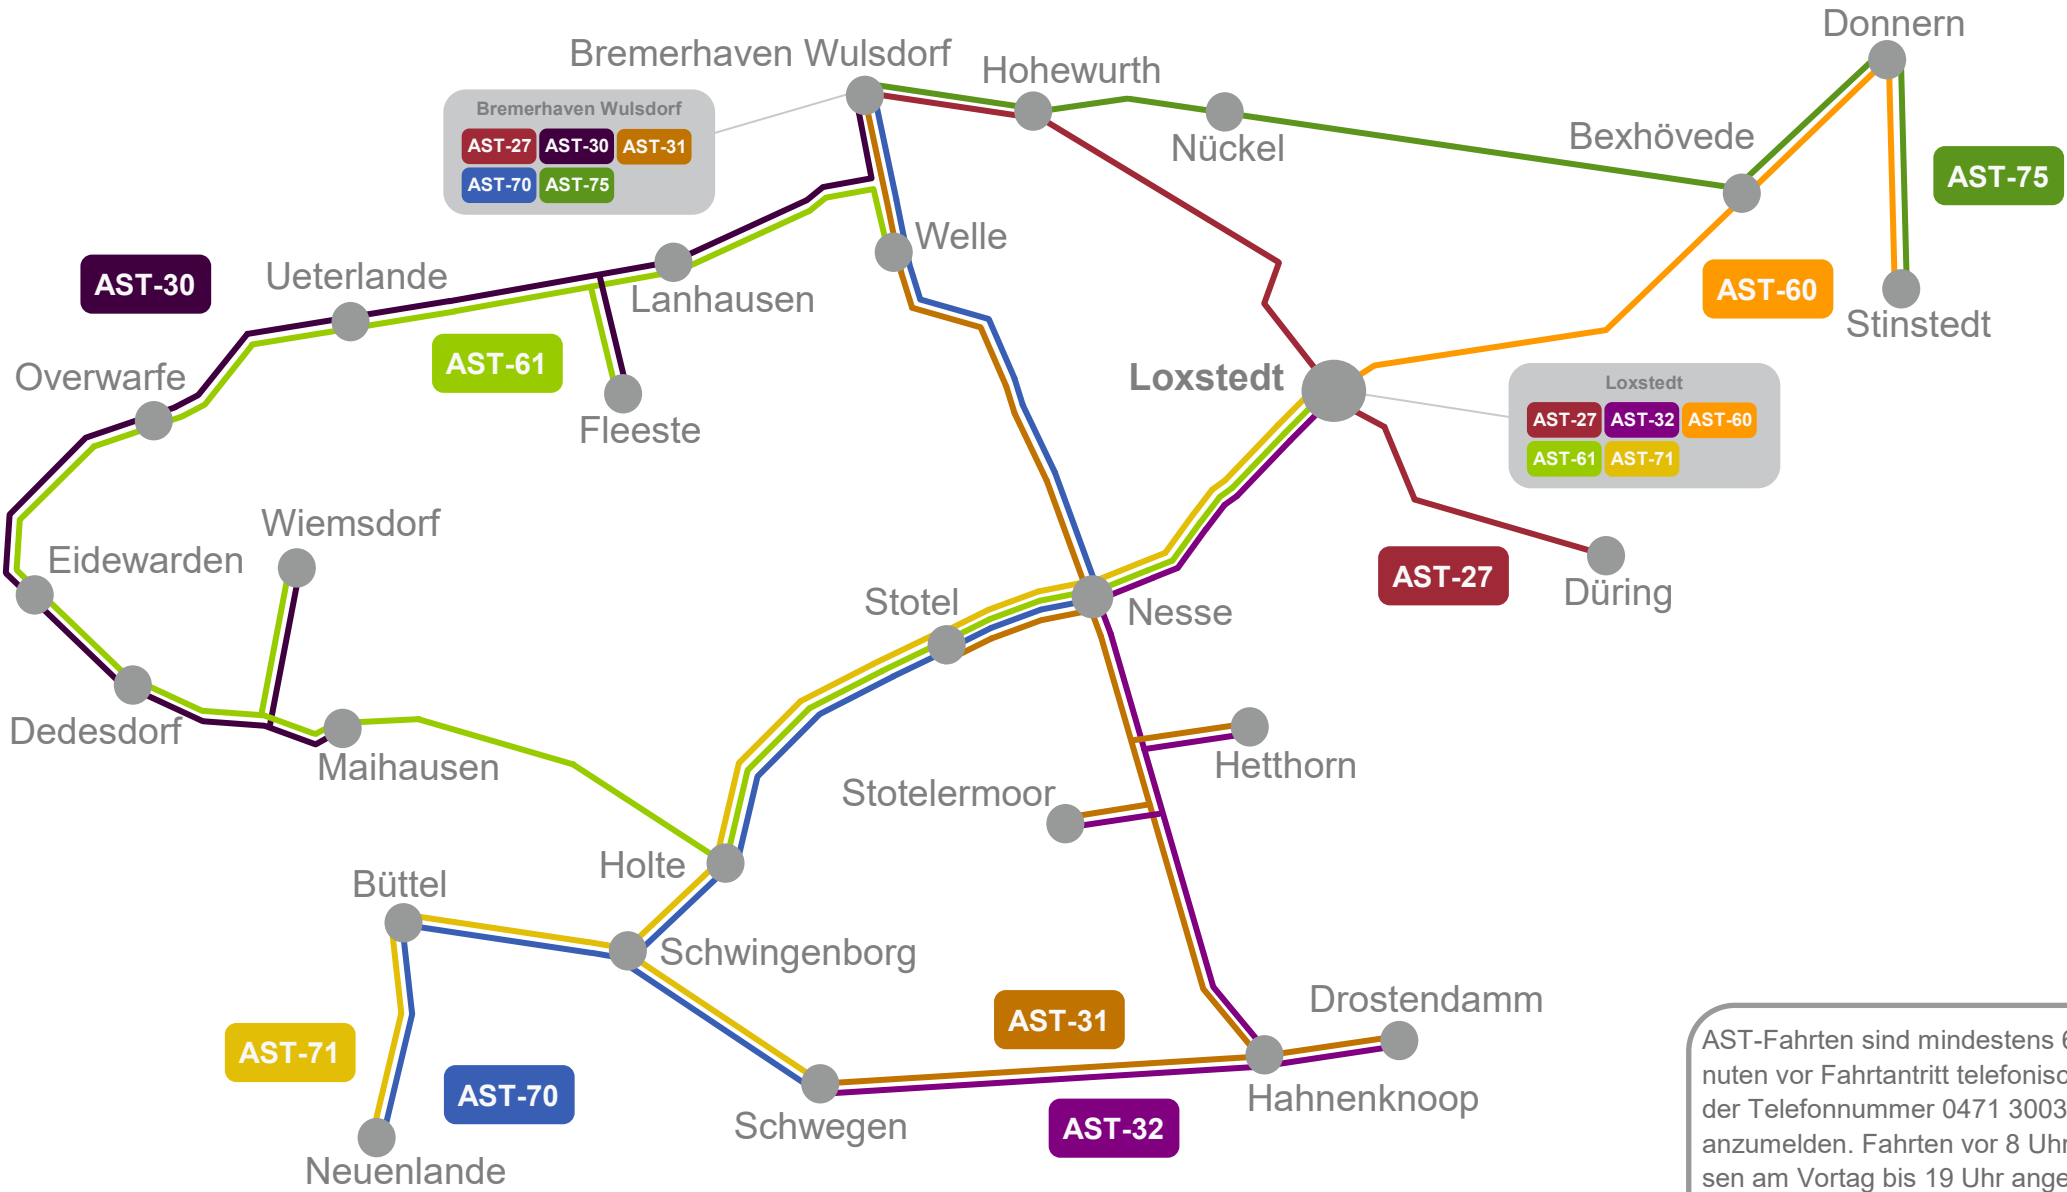 Donnern
Bremerhaven Wulsdorf
Hohewurth
Bremerhaven Wulsdorf
AST-27 AST-30 AST-31
AST-70 AST-75
Nückel
Bexhövede
AST-75
Welle
AST-30
Ueterlande
Lanhausen
AST-60
Stinstedt
AST-61
Overwarfe
Loxstedt
Loxstedt
AST-27 AST-32 AST-60
AST-61 AST-71
Fleeste
Wiemsdorf
Eidewarden
AST-27
Düring
Stotel
Nesse
Dedesdorf
Maihausen
Hetthorn
Stotelermoor
Holte
Büttel
Schwingenborg
AST-31
Drostendamm
AST-71
AST-70
Hahnenknoop
Schwegen
AST-32
Neuenlande
AST-Fahrten sind mindestens
nuten vor Fahrtantritt telefonisc
der Telefonnummer 0471 3003
anzumelden. Fahrten vor 8 Uhr
sen am Vortag bis 19 Uhr ange